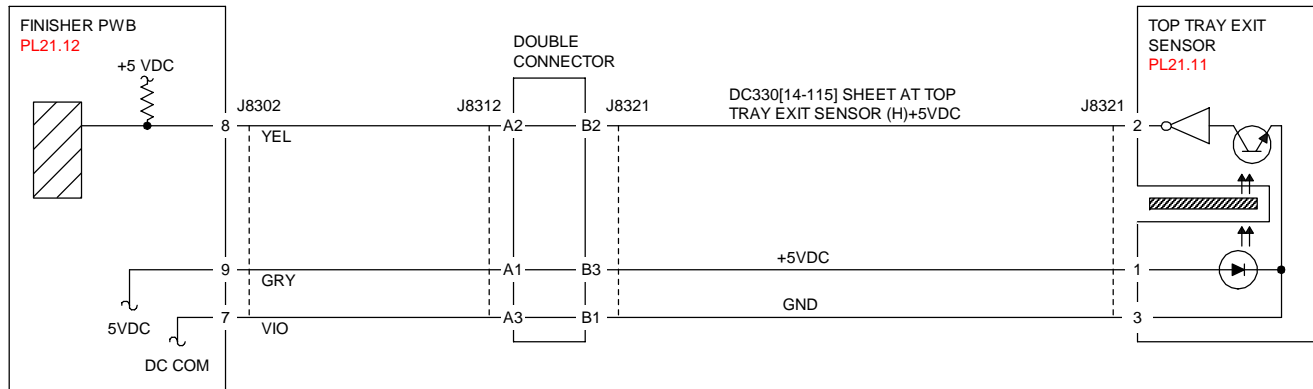 FINISHER PWB
PL21.12
+5 VDC
J8302
8
YEL
9
GRY
5VDC
7
VIO
DC COM
DOUBLE
CONNECTOR
J8312
A2
B2
J8321
A1
B3
A3
B1
DC330[14-115] SHEET AT TOP
TRAY EXIT SENSOR (H)+5VDC
+5VDC
GND
J8321
2
1
3
TOP TRAY EXIT
SENSOR
PL21.11